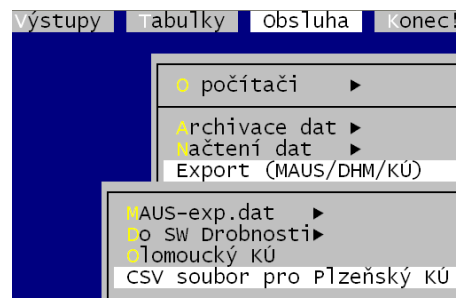 Výstupy Tabulky Obsluha Konec!
O počítači ►
Archivace dat ►
Načtení dat ►
Export (MAUS/DHM/KÚ)
MAUS-exp.dat ►
Do SW Drobnosti►
Olomoucký KÚ
CSV soubor pro Plzeňský KÚ